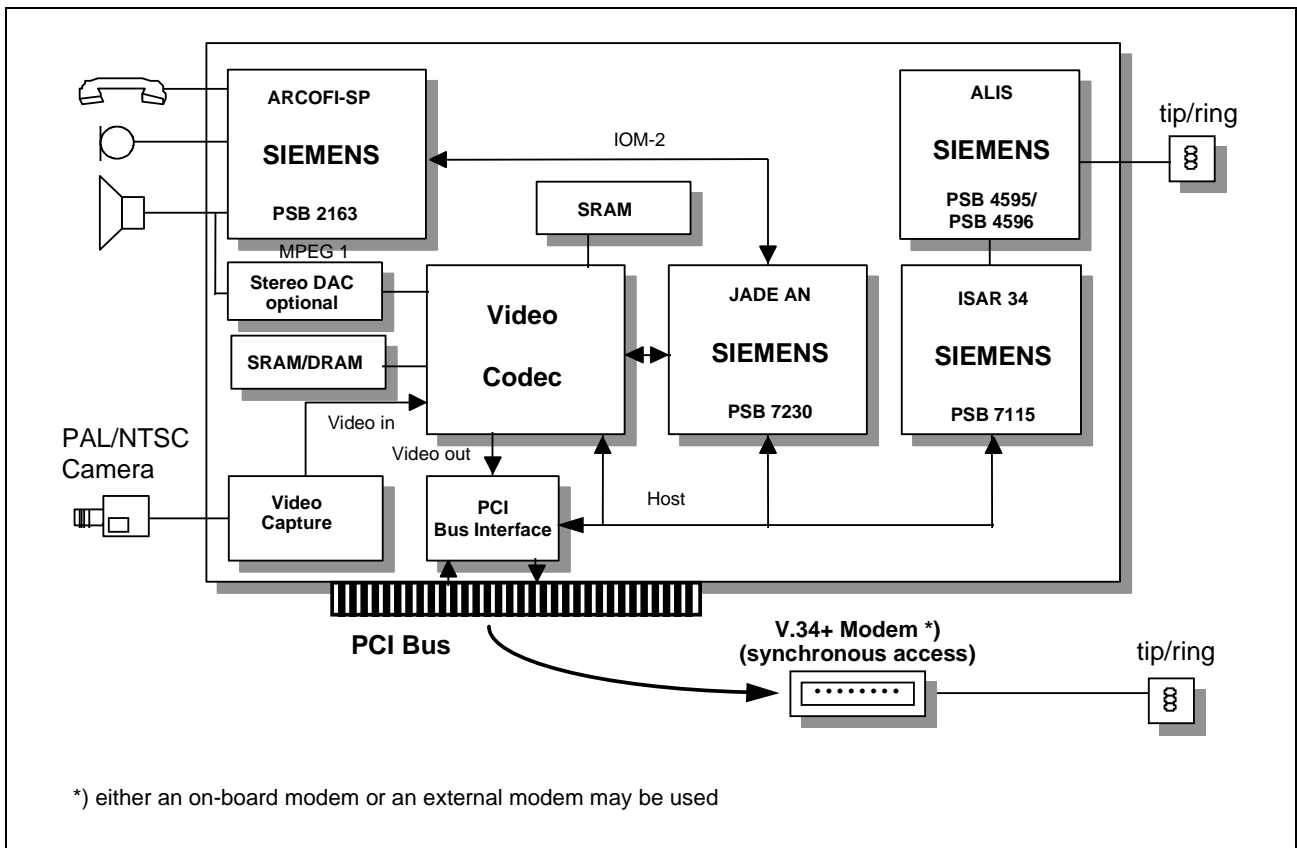 ARCOFI-SP
SIEMENS
PSB 2163
IOM-2
ALIS
SIEMENS
PSB 4595/
PSB 4596
tip/ring
SRAM
MPEG 1
Stereo DAC
optional
SRAM/DRAM
Video
Codec
JADE AN
SIEMENS
PSB 7230
ISAR 34
SIEMENS
PSB 7115
Video in
Video out
PAL/NTSC
Camera
Video
Capture
PCI
Bus Interface
Host
PCI Bus
V.34+ Modem *)
(synchronous access)
tip/ring
*) either an on-board modem or an external modem may be used